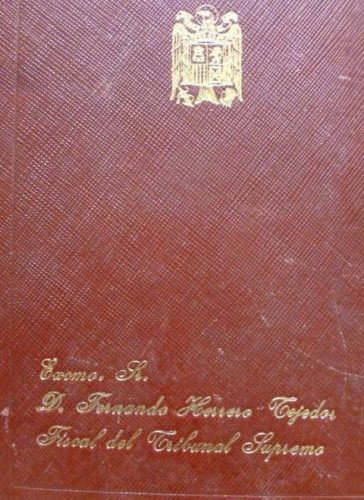 Excmo. Sr.
D. Fernando Herrero Tejedor
Fiscal del Tribunal Supremo